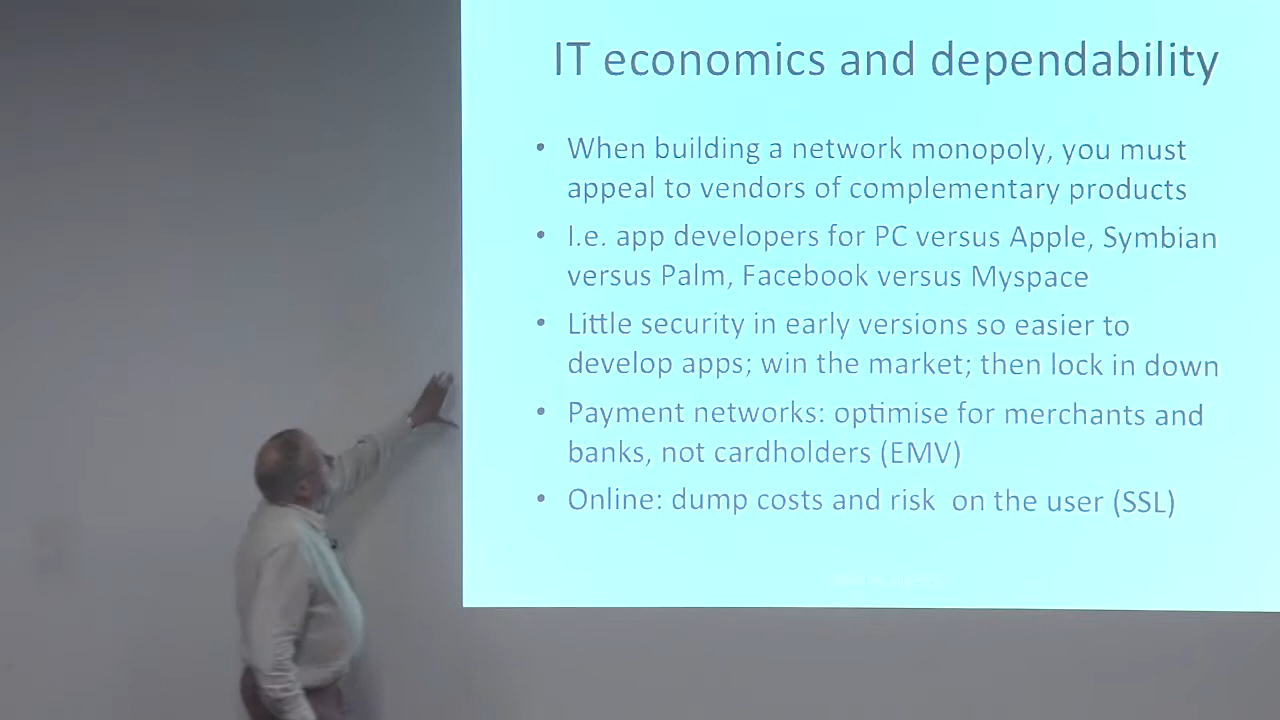 IT economics and dependability
• When building a network monopoly, you must
appeal to vendors of complementary products
• I.e. app developers for PC versus Apple, Symbian
versus Palm, Facebook versus Myspace
• Little security in early versions so easier to
develop apps; win the market; then lock in down
• Payment networks: optimise for merchants and
banks, not cardholders (EMV)
• Online: dump costs and risk on the user (SSL)